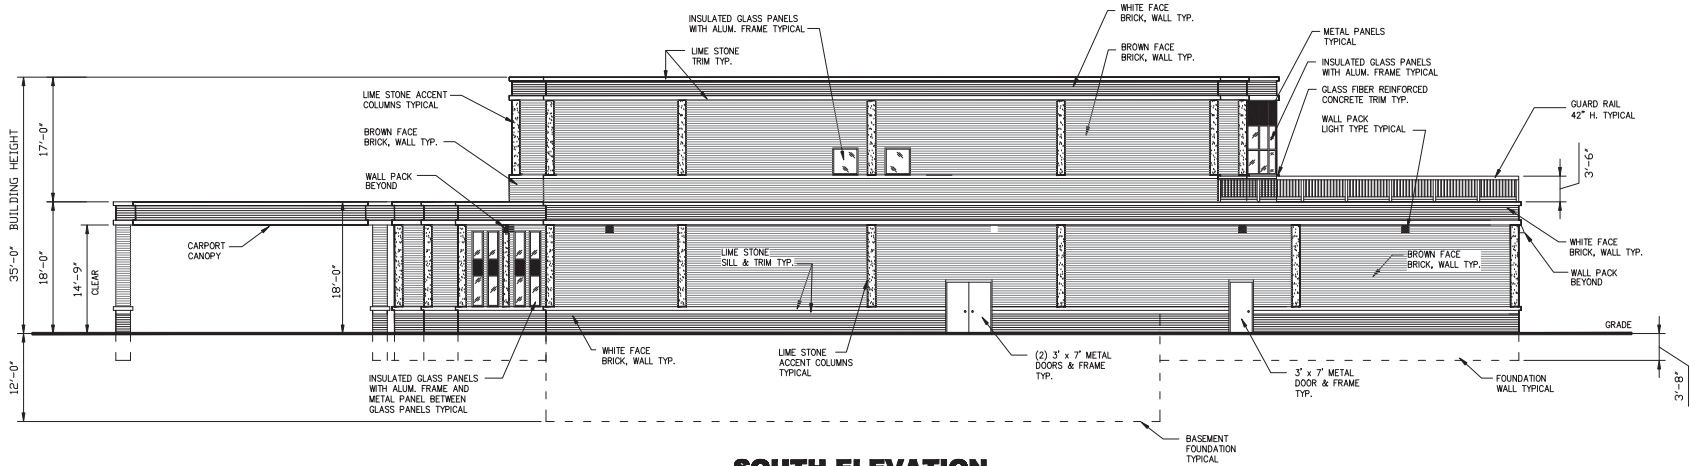 INSULATED GLASS PANELS
WITH ALUM. FRAME TYPICAL
WHITE FACE
BRICK, WALL TYP.
LIME STONE
TRIM TYP.
BROWN FACE
BRICK, WALL TYP.
METAL PANELS
TYPICAL
INSULATED GLASS PANELS
WITH ALUM. FRAME TYPICAL
LIME STONE ACCENT
COLUMNS TYPICAL
GLASS FIBER REINFORCED
CONCRETE TRIM TYP.
GUARD RAIL
42" H. TYPICAL
WALL PACK
LIGHT TYPE TYPICAL
BROWN FACE
BRICK, WALL TYP.
WALL PACK
BEYOND
35'-0" BUILDING HEIGHT
17'-0"
18'-0"
14'-9"
CLEAR
18'-0"
12'-0"
3'-6"
CARPORT
CANOPY
LIME STONE
SILL & TRIM TYP.
BROWN FACE
BRICK, WALL TYP.
WHITE FACE
BRICK, WALL TYP.
WALL PACK
BEYOND
GRADE
WHITE FACE
BRICK, WALL TYP.
LIME STONE
ACCENT COLUMNS
TYPICAL
(2) 3' x 7' METAL
DOORS & FRAME
TYP.
3' x 7' METAL
DOOR & FRAME
TYP.
FOUNDATION
WALL TYPICAL
3'-8"
INSULATED GLASS PANELS
WITH ALUM. FRAME AND
METAL PANEL BETWEEN
GLASS PANELS TYPICAL
BASEMENT
FOUNDATION
TYPICAL
SOUTH ELEVATION